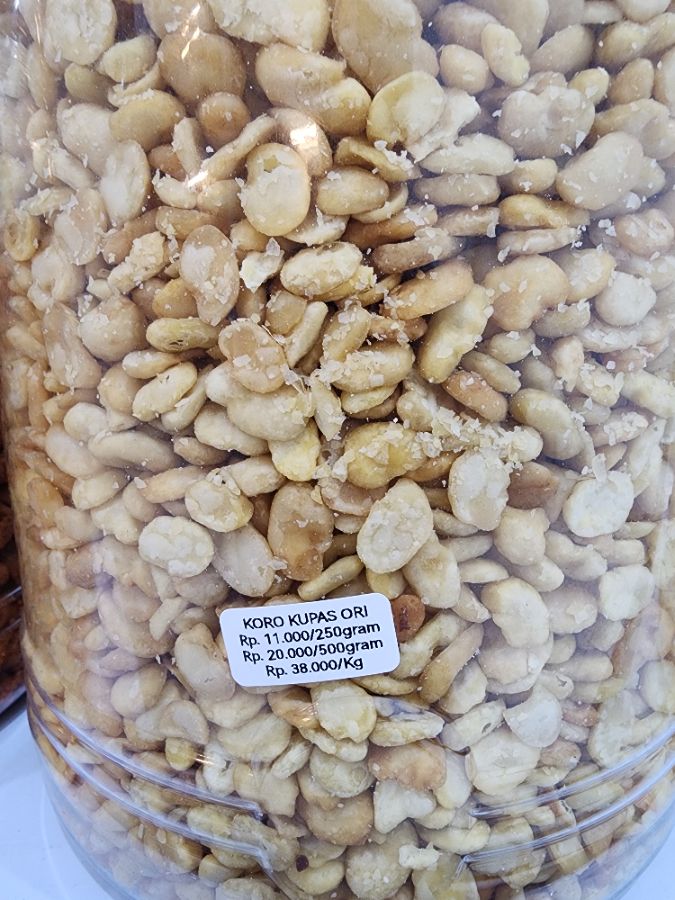 KORO KUPAS ORI
Rp. 11.000/250gram
Rp. 20.000/500gram
Rp. 38.000/Kg